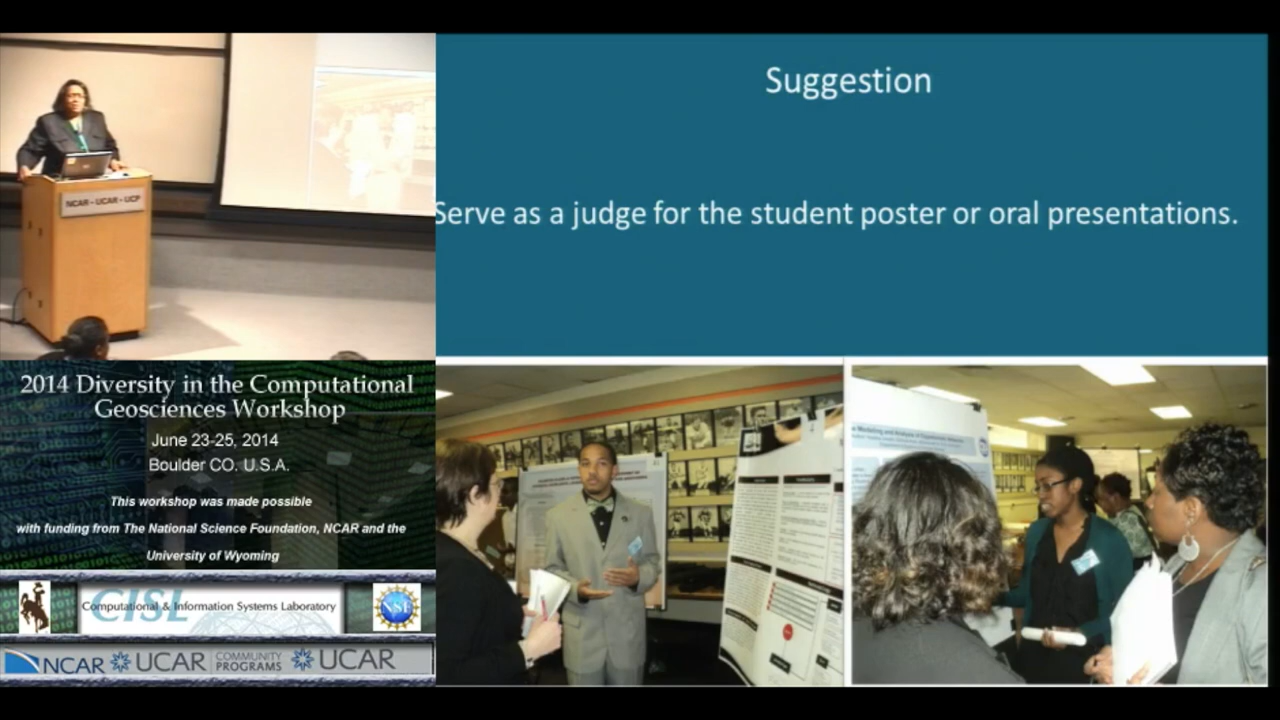 Suggestion
Serve as a judge for the student poster or oral presentations.
NCAR • UCAR • UCP
2014 Diversity in the Computational
Geosciences Workshop
June 23-25, 2014
Boulder CO. U.S.A.
This workshop was made possible
with funding from The National Science Foundation, NCAR and the
University of Wyoming
CISL
Computational & Information Systems Laboratory
NSF
NCAR
UCAR
COMMUNITY
PROGRAMS
UCAR